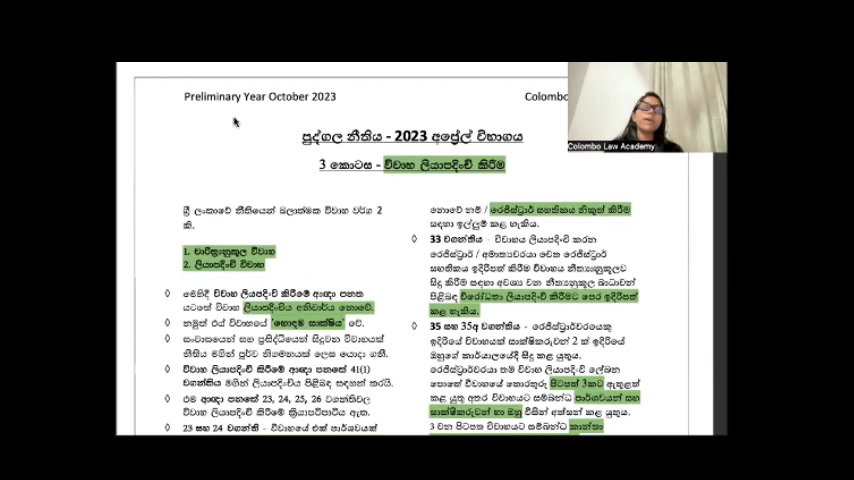 Preliminary Year October 2023
Colombo
Colombo Law Academy
පුද්ගල නීතිය - 2023 අප්‍රේල් විභාගය
3 කොටස - විවාහ ලියාපදිංචි කිරීම
ශ්‍රී ලංකාවේ නීතියෙන් බලාත්මක විවාහ වර්ග 2
කි.
1. චාරිත්‍රානුකූල විවාහ
2. ලියාපදිංචි විවාහ
◊ මෙහිදී විවාහ ලියාපදිංචි කිරීමේ ආඥා පනත
යටතේ විවාහ ලියාපදිංචිය අනිවාර්ය නොවේ.
◊ නමුත් එය විවාහයේ 'හොඳම සාක්ෂිය' වේ.
◊ සංවාසයෙන් සහ ප්‍රසිද්ධියෙන් සිදුවන විවාහයක්
නීතිය මගින් පූර්ව නිගමනයක් ලෙස යොදා ගනී.
◊ විවාහ ලියාපදිංචි කිරීමේ ආඥා පනතේ 41(1)
වගන්තිය මගින් ලියාපදිංචිය පිළිබඳ සඳහන් කරයි.
◊ එම ආඥා පනතේ 23, 24, 25, 26 වගන්තිවල
විවාහ ලියාපදිංචි කිරීමේ ක්‍රියාපටිපාටිය ඇත.
◊ 23 සහ 24 වගන්ති - විවාහයේ එක් පාර්ශවයක්
නොවේ නම් / රෙජිස්ට්‍රාර් සහතිකය නිකුත් කිරීම
සඳහා ඉල්ලුම් කළ හැකිය.
◊ 33 වගන්තිය - විවාහය ලියාපදිංචි කරන
රෙජිස්ට්‍රාර් / අමාත්‍යවරයා වෙත රෙජිස්ට්‍රාර්
සහතිකය ඉදිරිපත් කිරීම විවාහය නීත්‍යානුකූලව
සිදු කිරීම සඳහා අවශ්‍ය වන නීත්‍යානුකූල බංධාවන්
පිළිබඳ විරෝධතා ලියාපදිංචි කිරීමට පෙර ඉදිරිපත්
කළ හැකිය.
◊ 35 සහ 35අ වගන්තිය - රෙජිස්ට්‍රාර්වරයෙකු
ඉදිරියේ විවාහයක් සාක්ෂිකරුවන් 2 ක් ඉදිරියේ
ඔහුගේ කාර්යාලයේදී සිදු කළ යුතුය.
රෙජිස්ට්‍රාර්වරයා තම විවාහ ලියාපදිංචි ලේඛන
පොතේ විවාහයේ තොරතුරු පිටපත් 3කට ඇතුළත්
කළ යුතු අතර විවාහයට සම්බන්ධ පාර්ශවයන් සහ
සාක්ෂිකරුවන් හා ඔහු විසින් අත්සන් කළ යුතුය.
3 වන පිටපත විවාහයට සම්බන්ධ කාන්තා